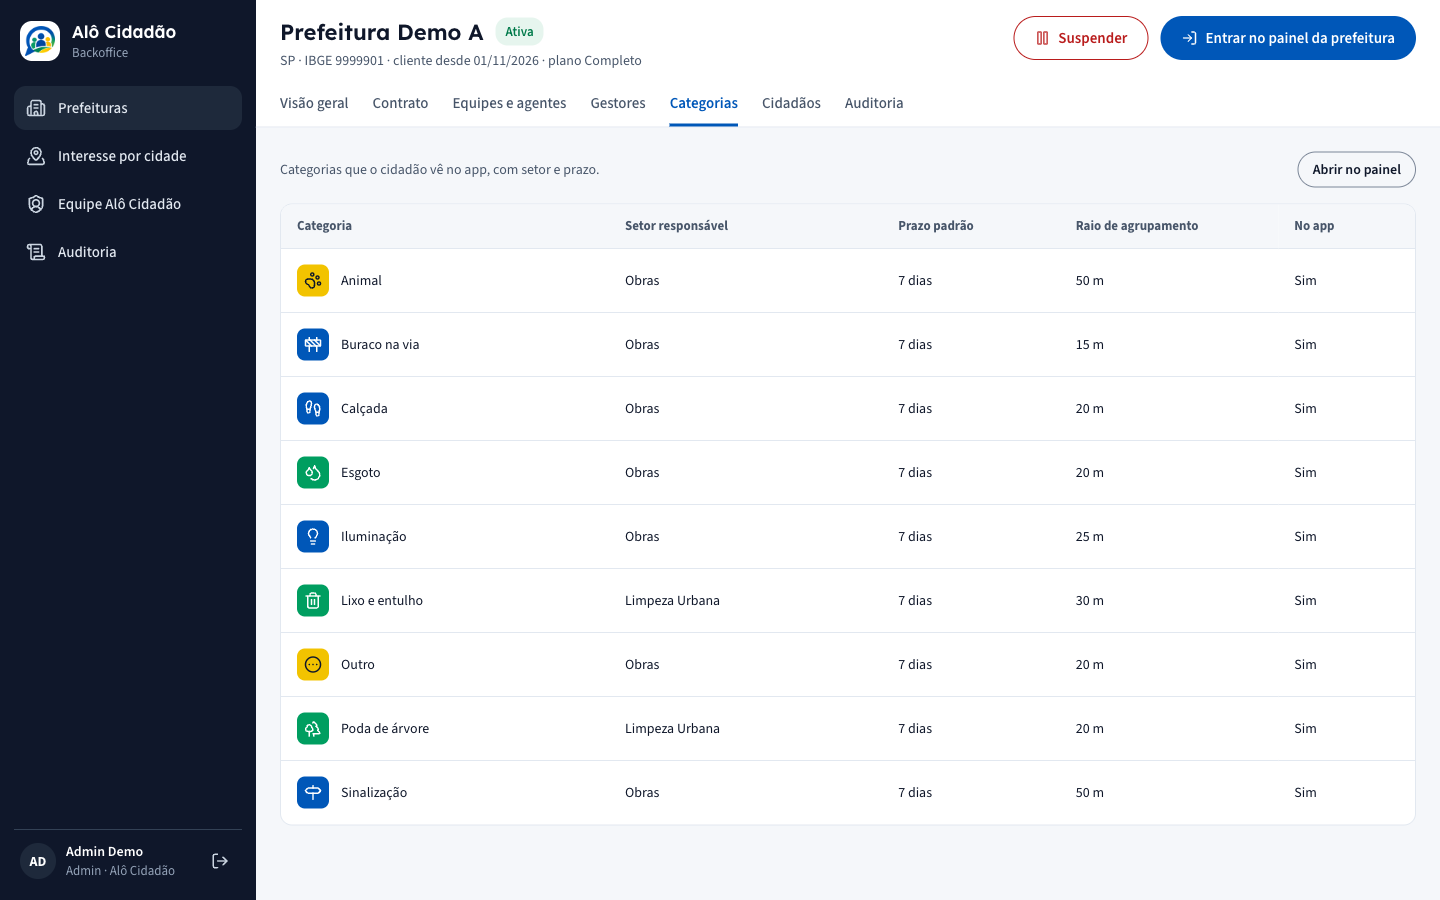 Alô Cidadão
Backoffice
Prefeituras
Interesse por cidade
Equipe Alô Cidadão
Auditoria
AD
Admin Demo
Admin · Alô Cidadão
Prefeitura Demo A
Ativa
SP · IBGE 9999901 · cliente desde 01/11/2026 · plano Completo
Suspender
Entrar no painel da prefeitura
Visão geral Contrato Equipes e agentes Gestores Categorias Cidadãos Auditoria
Categorias que o cidadão vê no app, com setor e prazo.
Abrir no painel
Categoria Setor responsável Prazo padrão Raio de agrupamento No app
Animal Obras 7 dias 50 m Sim
Buraco na via Obras 7 dias 15 m Sim
Calçada Obras 7 dias 20 m Sim
Esgoto Obras 7 dias 20 m Sim
Iluminação Obras 7 dias 25 m Sim
Lixo e entulho Limpeza Urbana 7 dias 30 m Sim
Outro Obras 7 dias 20 m Sim
Poda de árvore Limpeza Urbana 7 dias 20 m Sim
Sinalização Obras 7 dias 50 m Sim